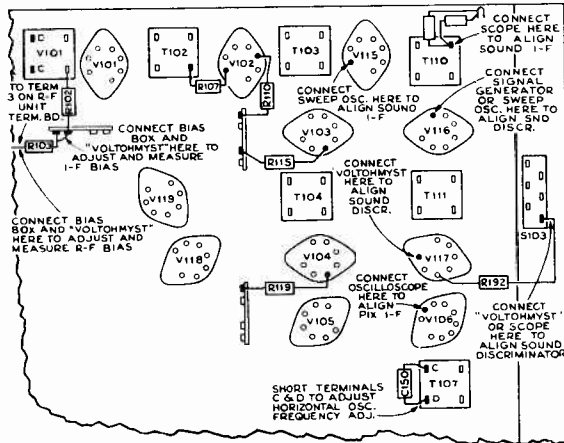 V101
C
V101
T102
V102
T103
V115
T110
CONNECT
SCOPE HERE
TO ALIGN
SOUND I-F
R107
R110
R102
TO TERM
3 ON R-F
UNIT
TERM. BD.
R103
CONNECT BIAS
BOX AND
"VOLTOHMYST" HERE TO
ADJUST AND MEASURE
I-F BIAS
CONNECT
SWEEP OSC. HERE TO
ALIGN SOUND
I-F
CONNECT
SIGNAL
GENERATOR
OR SWEEP
OSC. HERE
TO ALIGN SND
DISCR.
V103
V116
R115
CONNECT
VOLTOHMYST
HERE TO
ALIGN
SOUND
DISCR.
V119
T104
T111
S1D3
CONNECT BIAS
BOX AND "VOLTOHMYST"
HERE TO ADJUST AND
MEASURE R-F BIAS
V118
V104
V117
R119
R192
CONNECT
OSCILLOSCOPE
HERE TO
ALIGN
PIX I-F
V105
V106
CONNECT
"VOLTOHMYST"
OR SCOPE
HERE TO
ALIGN SOUND
DISCRIMINATOR
SHORT TERMINALS
C & D TO ADJUST
HORIZONTAL OSC.
FREQUENCY ADJ.
C150
C
T107
D